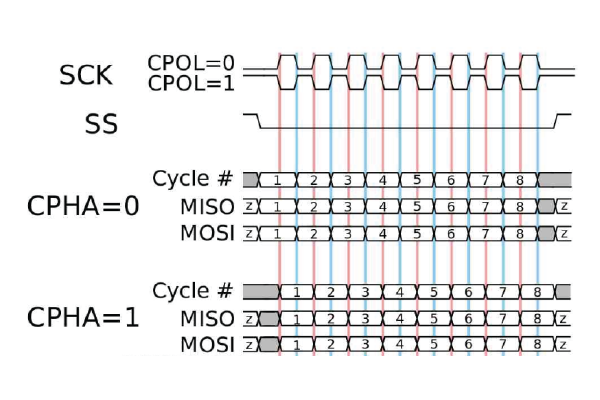 SCK CPOL=0
CPOL=1
SS
Cycle # 1 2 3 4 5 6 7 8
CPHA=0 MISO z 1 2 3 4 5 6 7 8 z
MOSI z 1 2 3 4 5 6 7 8 z
Cycle # 1 2 3 4 5 6 7 8
CPHA=1 MISO z 1 2 3 4 5 6 7 8 z
MOSI z 1 2 3 4 5 6 7 8 z